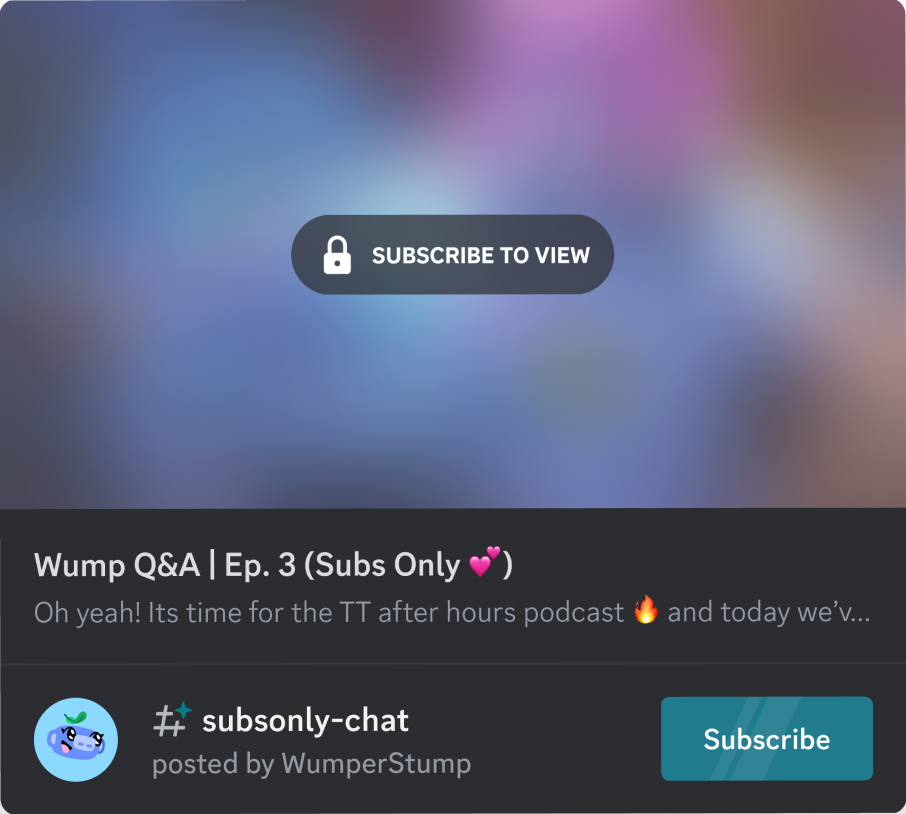 SUBSCRIBE TO VIEW
Wump Q&A | Ep. 3 (Subs Only 💕)
Oh yeah! Its time for the TT after hours podcast 🔥 and today we’v...
subsonly-chat
posted by WumperStump
Subscribe